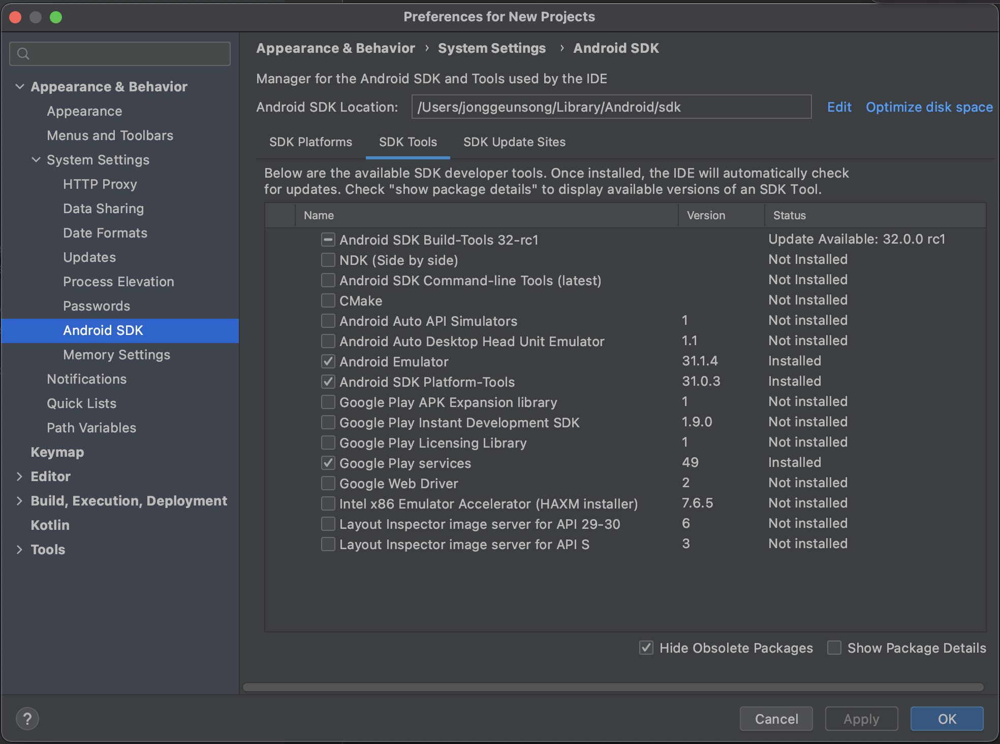 Preferences for New Projects
Appearance & Behavior
Appearance
Menus and Toolbars
System Settings
HTTP Proxy
Data Sharing
Date Formats
Updates
Process Elevation
Passwords
Android SDK
Memory Settings
Notifications
Quick Lists
Path Variables
Keymap
Editor
Build, Execution, Deployment
Kotlin
Tools
Appearance & Behavior › System Settings › Android SDK
Manager for the Android SDK and Tools used by the IDE
Android SDK Location: /Users/jonggeunsong/Library/Android/sdk Edit Optimize disk space
SDK Platforms SDK Tools SDK Update Sites
Below are the available SDK developer tools. Once installed, the IDE will automatically check
for updates. Check "show package details" to display available versions of an SDK Tool.
Name Version Status
Android SDK Build-Tools 32-rc1 Update Available: 32.0.0 rc1
NDK (Side by side) Not Installed
Android SDK Command-line Tools (latest) Not Installed
CMake Not Installed
Android Auto API Simulators 1 Not installed
Android Auto Desktop Head Unit Emulator 1.1 Not installed
Android Emulator 31.1.4 Installed
Android SDK Platform-Tools 31.0.3 Installed
Google Play APK Expansion library 1 Not installed
Google Play Instant Development SDK 1.9.0 Not installed
Google Play Licensing Library 1 Not installed
Google Play services 49 Installed
Google Web Driver 2 Not installed
Intel x86 Emulator Accelerator (HAXM installer) 7.6.5 Not installed
Layout Inspector image server for API 29-30 6 Not installed
Layout Inspector image server for API S 3 Not installed
Hide Obsolete Packages Show Package Details
? Cancel Apply OK